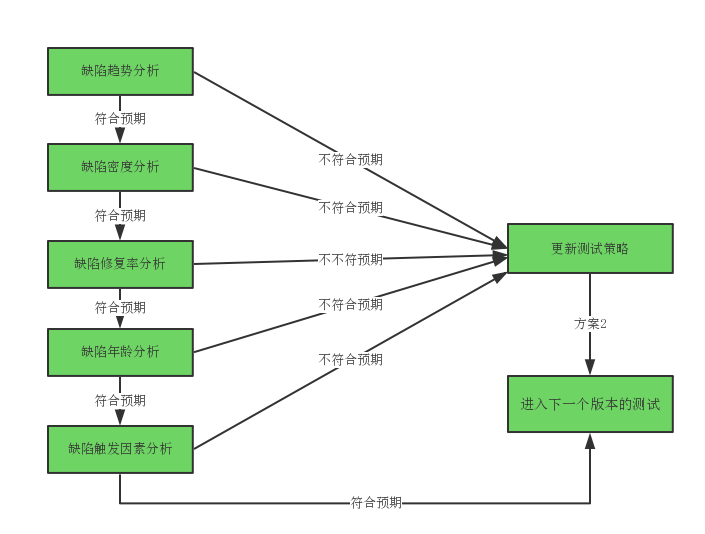 缺陷趋势分析
符合预期
不符合预期
缺陷密度分析
不符合预期
符合预期
更新测试策略
缺陷修复率分析
不不符预期
符合预期
不符合预期
方案2
缺陷年龄分析
不符合预期
符合预期
进入下一个版本的测试
缺陷触发因素分析
符合预期